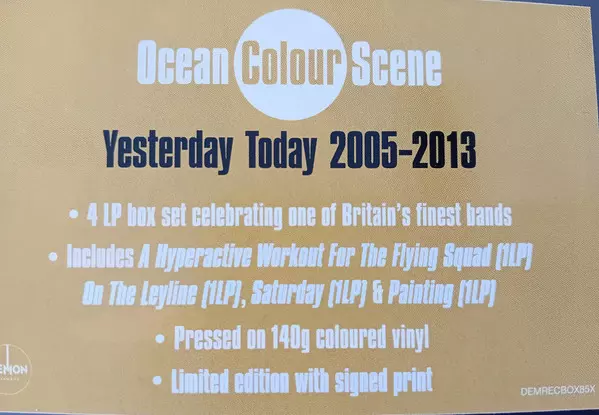 Ocean Colour Scene
Yesterday Today 2005-2013
• 4 LP box set celebrating one of Britain's finest bands
• Includes A Hyperactive Workout For The Flying Squad (1LP)
On The Leyline (1LP), Saturday (1LP) & Painting (1LP)
• Pressed on 140g coloured vinyl
• Limited edition with signed print
DEMRECBOX85X